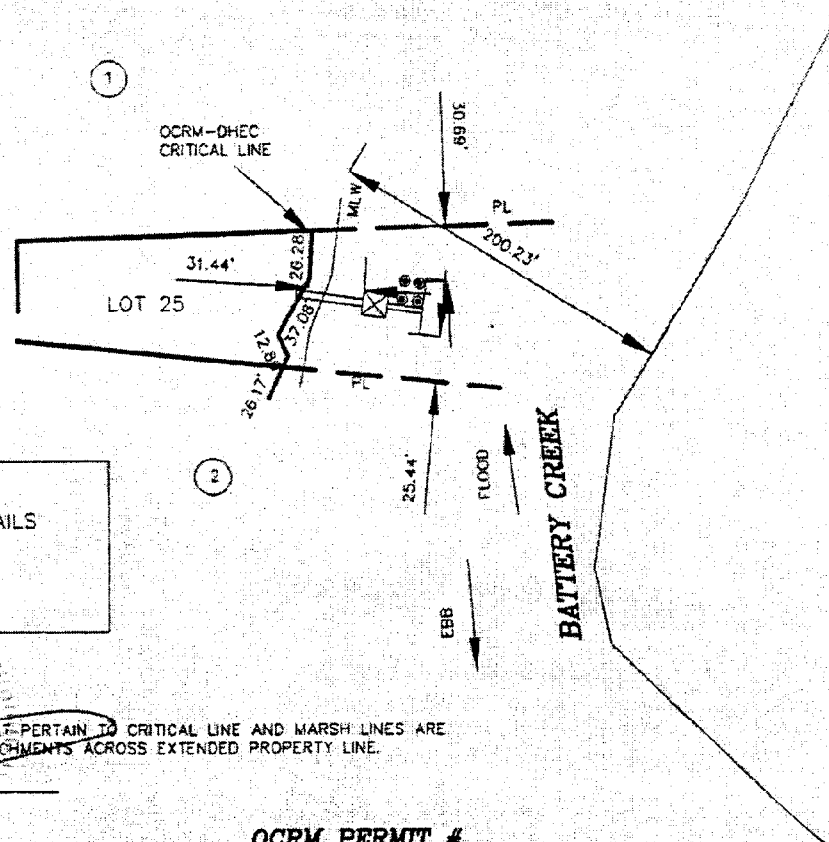 1
OCRM-DHEC
CRITICAL LINE
30.69'
MLW
PL
200.23'
26.28
31.44'
LOT 25
37.08'
26.17'
PL
25.44'
FLOOD
2
BATTERY CREEK
AILS
EBB
PERTAIN TO CRITICAL LINE AND MARSH LINES ARE
CHMENTS ACROSS EXTENDED PROPERTY LINE.
OCRM PERMIT #